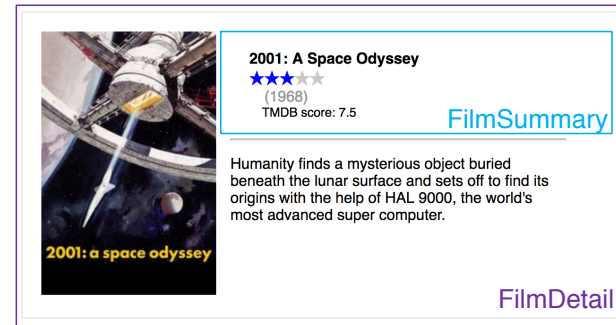 2001: A Space Odyssey
(1968)
TMDB score: 7.5
FilmSummary
Humanity finds a mysterious object buried
beneath the lunar surface and sets off to find its
origins with the help of HAL 9000, the world's
most advanced super computer.
2001: a space odyssey
FilmDetail